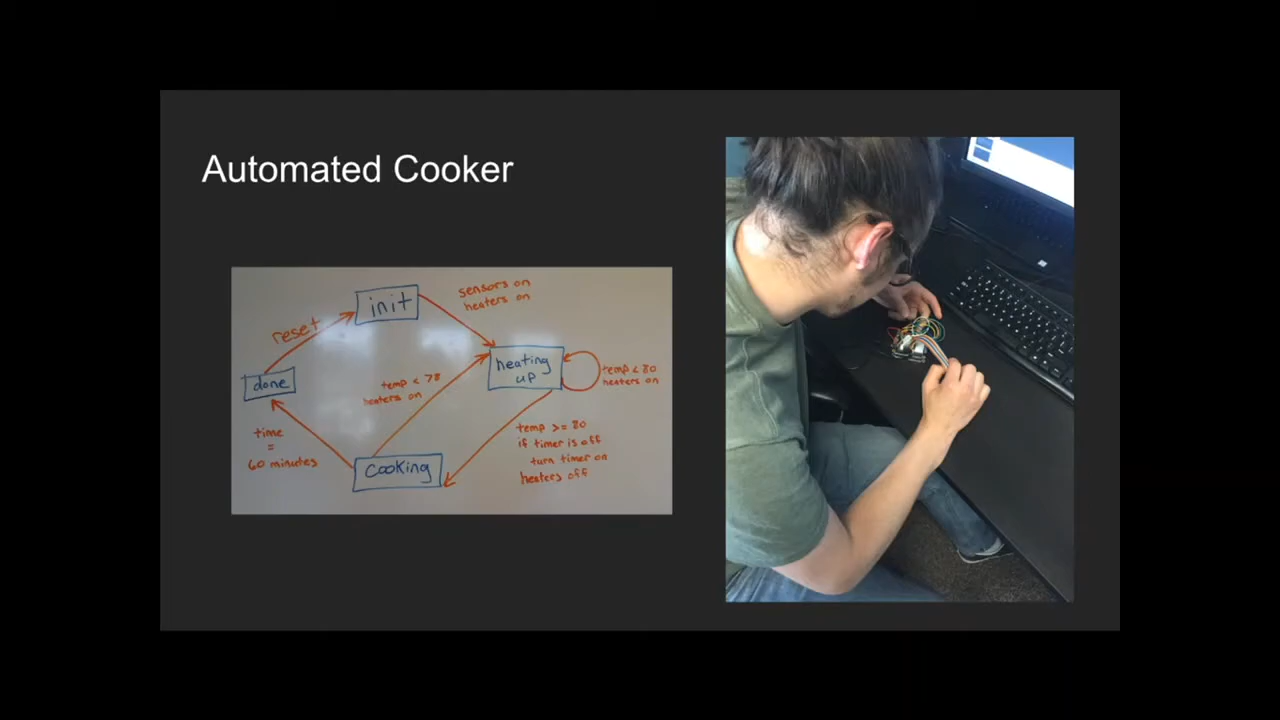 Automated Cooker
init
sensors on
heaters on
reset
heating
up
temp < 80
heaters on
done
temp < 78
heaters on
time
=
60 minutes
cooking
temp >= 80
if timer is off
turn timer on
heaters off